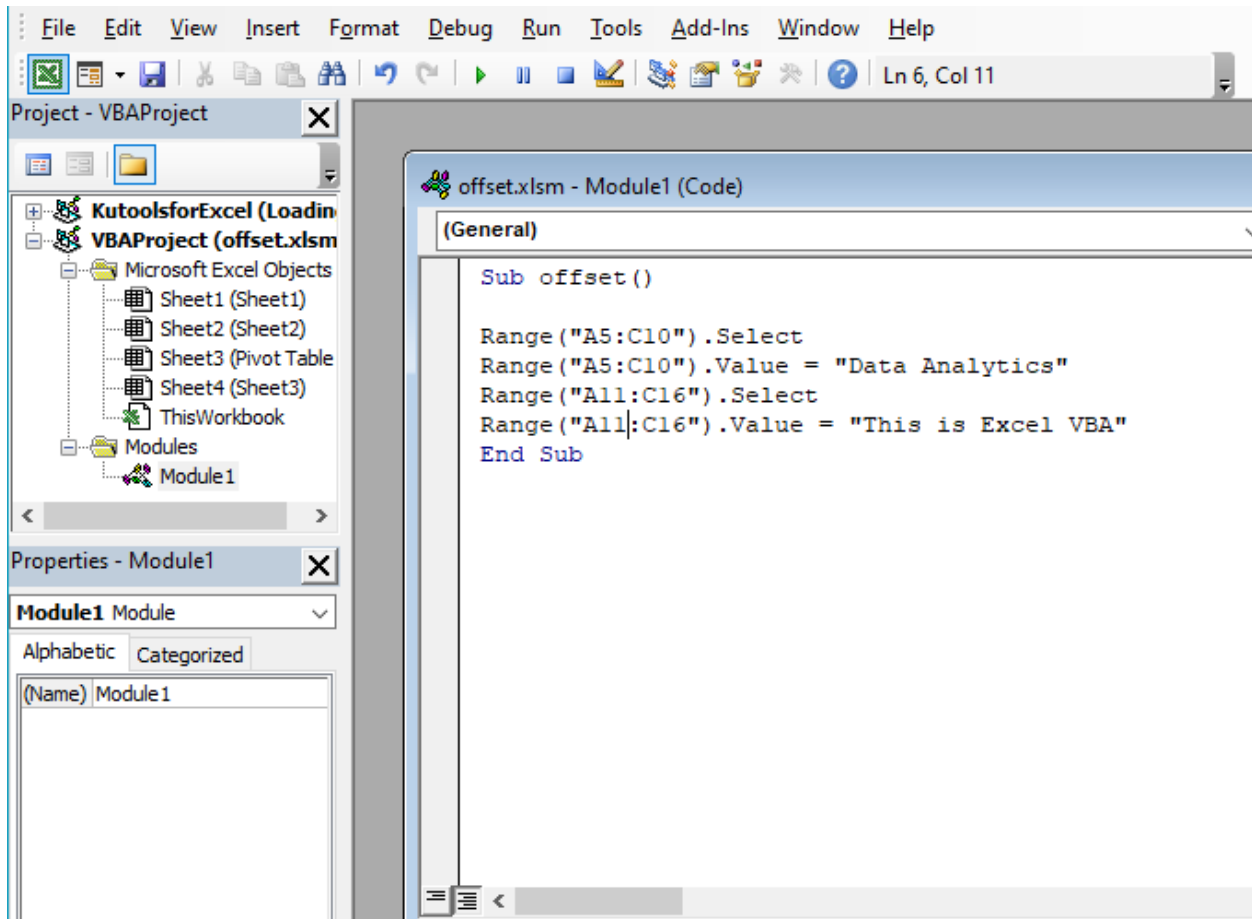 File Edit View Insert Format Debug Run Tools Add-Ins Window Help
Ln 6, Col 11
Project - VBAProject
KutoolsforExcel (Loadin
VBAProject (offset.xlsm
Microsoft Excel Objects
Sheet1 (Sheet1)
Sheet2 (Sheet2)
Sheet3 (Pivot Table
Sheet4 (Sheet3)
ThisWorkbook
Modules
Module1
Properties - Module1
Module1 Module
Alphabetic Categorized
(Name) Module1
offset.xlsm - Module1 (Code)
(General)
Sub offset()
Range("A5:C10").Select
Range("A5:C10").Value = "Data Analytics"
Range("A11:C16").Select
Range("A11:C16").Value = "This is Excel VBA"
End Sub